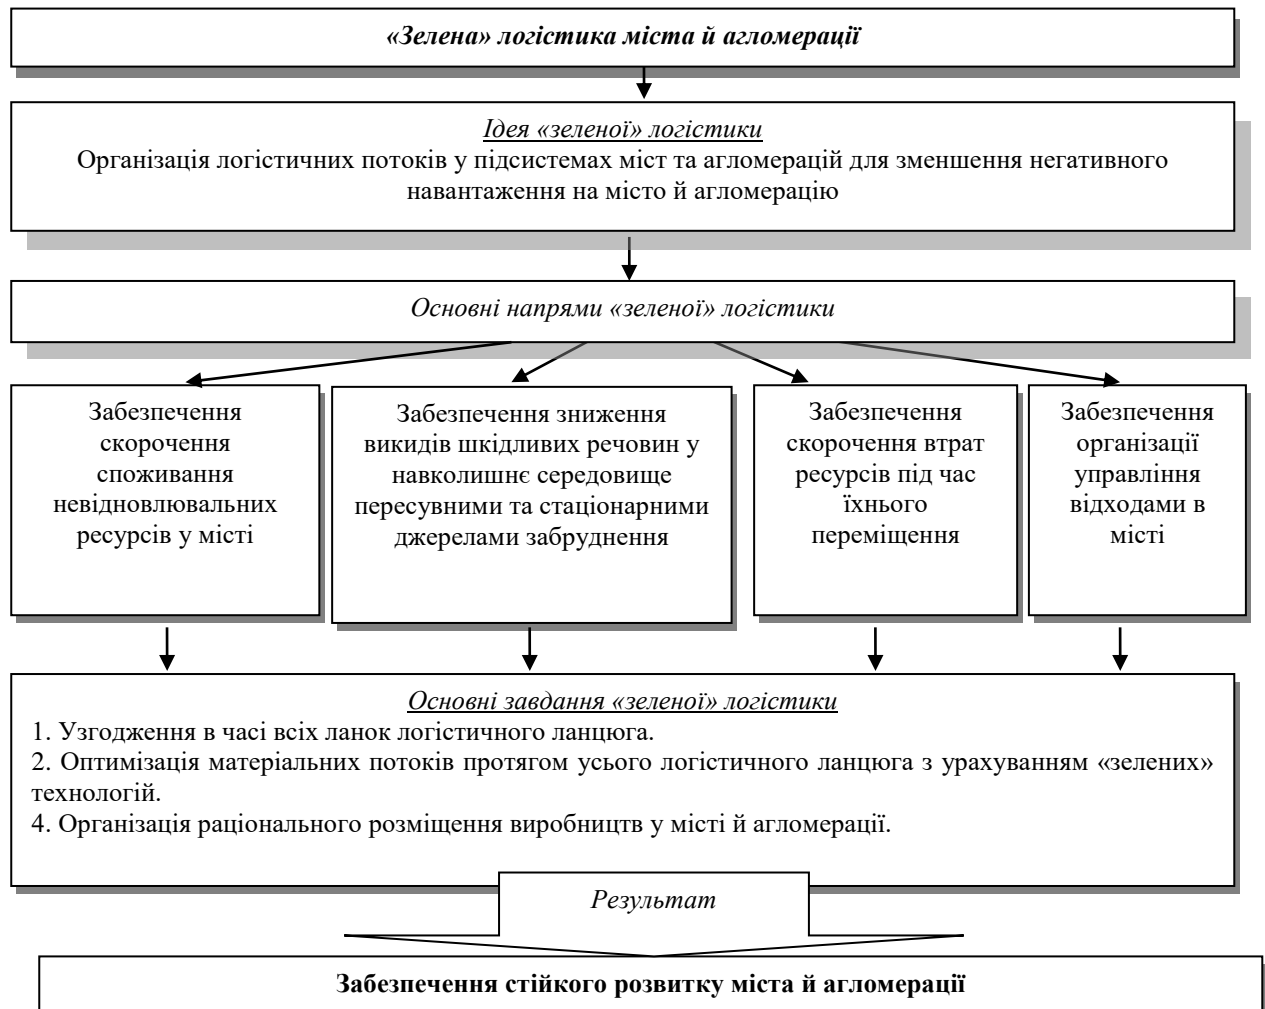 «Зелена» логістика міста й агломерації
Ідея «зеленої» логістики
Організація логістичних потоків у підсистемах міст та агломерацій для зменшення негативного
навантаження на місто й агломерацію
Основні напрями «зеленої» логістики
Забезпечення
скорочення
споживання
невідновлювальних
ресурсів у місті
Забезпечення зниження
викидів шкідливих речовин у
навколишнє середовище
пересувними та стаціонарними
джерелами забруднення
Забезпечення
скорочення втрат
ресурсів під час
їхнього
переміщення
Забезпечення
організації
управління
відходами в
місті
Основні завдання «зеленої» логістики
1. Узгодження в часі всіх ланок логістичного ланцюга.
2. Оптимізація матеріальних потоків протягом усього логістичного ланцюга з урахуванням «зелених»
технологій.
4. Організація раціонального розміщення виробництв у місті й агломерації.
Результат
Забезпечення стійкого розвитку міста й агломерації